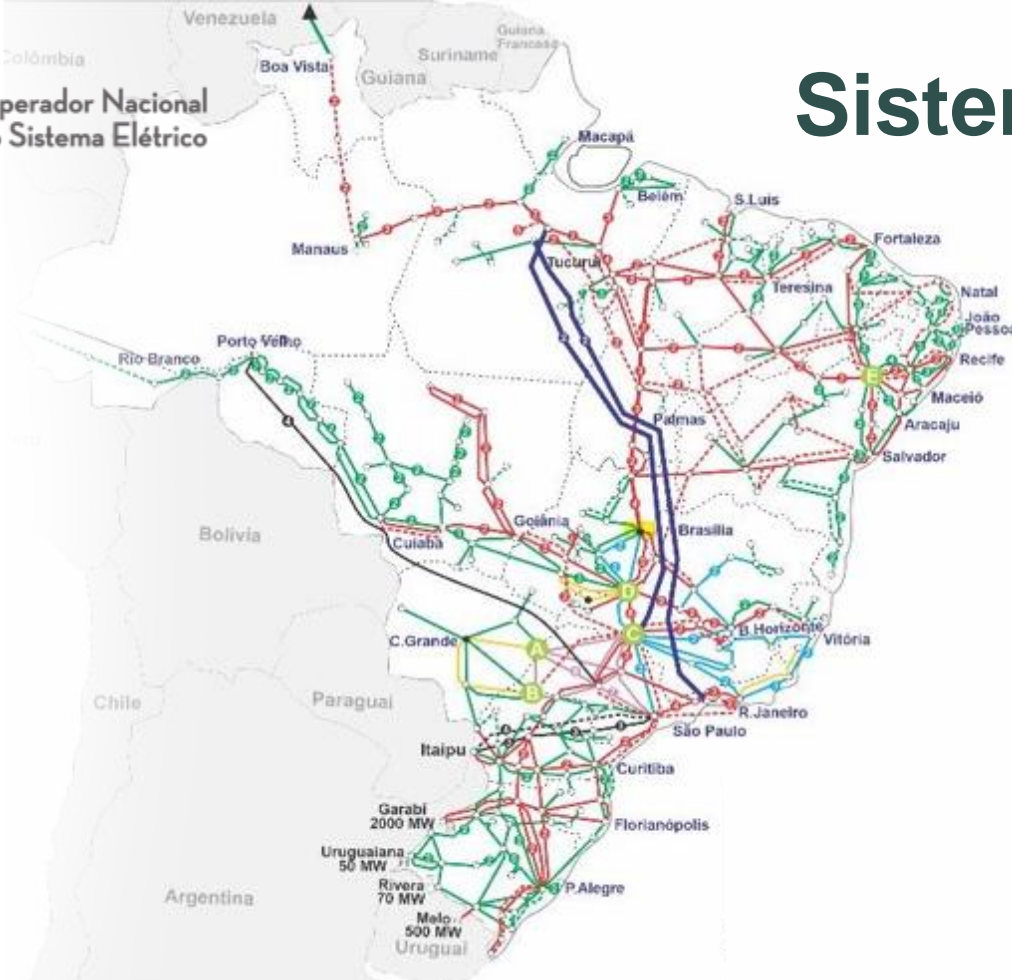 Venezuela
Guiana
Francesa
Colômbia
Suriname
Boa Vista
Guiana
Sister
perador Nacional
Sistema Elétrico
Macapá
Belém
S.Luis
Manaus
Fortaleza
Tucuruí
Teresina
Natal
João
Pessoa
Porto Velho
Rio Branco
Recife
E
Maceió
Palmas
Aracaju
Salvador
Goiânia
Bolívia
Brasília
Cuiabá
D
C.Grande
A
C
B.Horizonte
Vitória
B
Chile
Paraguai
R.Janeiro
São Paulo
Itaipu
Curitiba
Garabi
2000 MW
Florianópolis
Uruguaiana
50 MW
Rivera
70 MW
P.Alegre
Argentina
Melo
500 MW
Uruguai